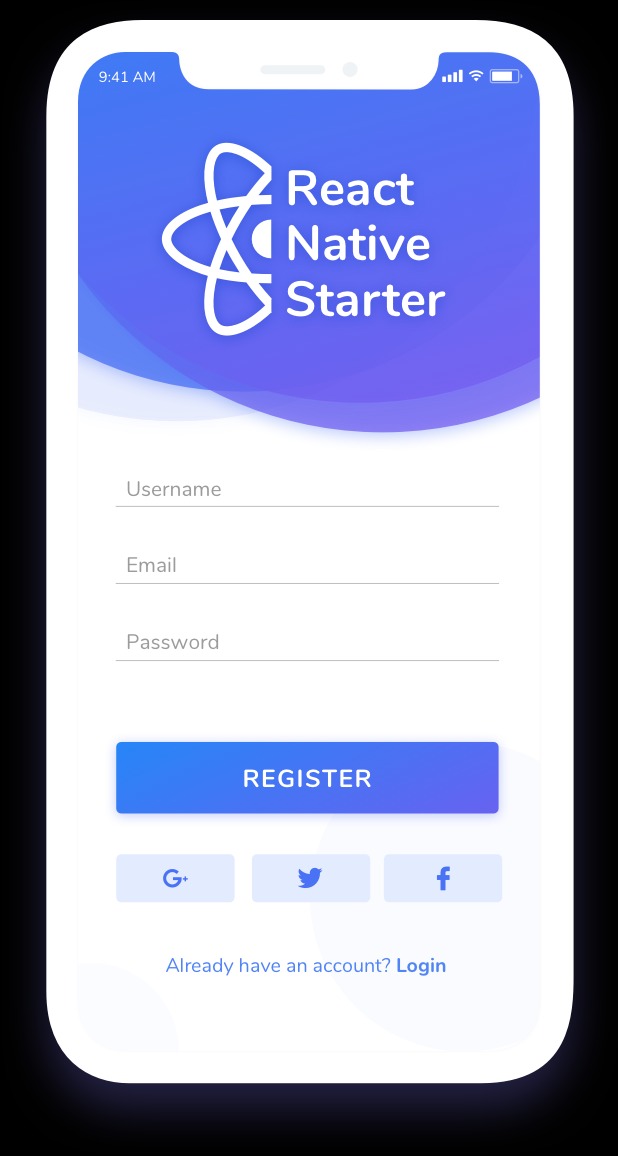 9:41 AM
React
Native
Starter
Username
Email
Password
REGISTER
G+
Already have an account? Login